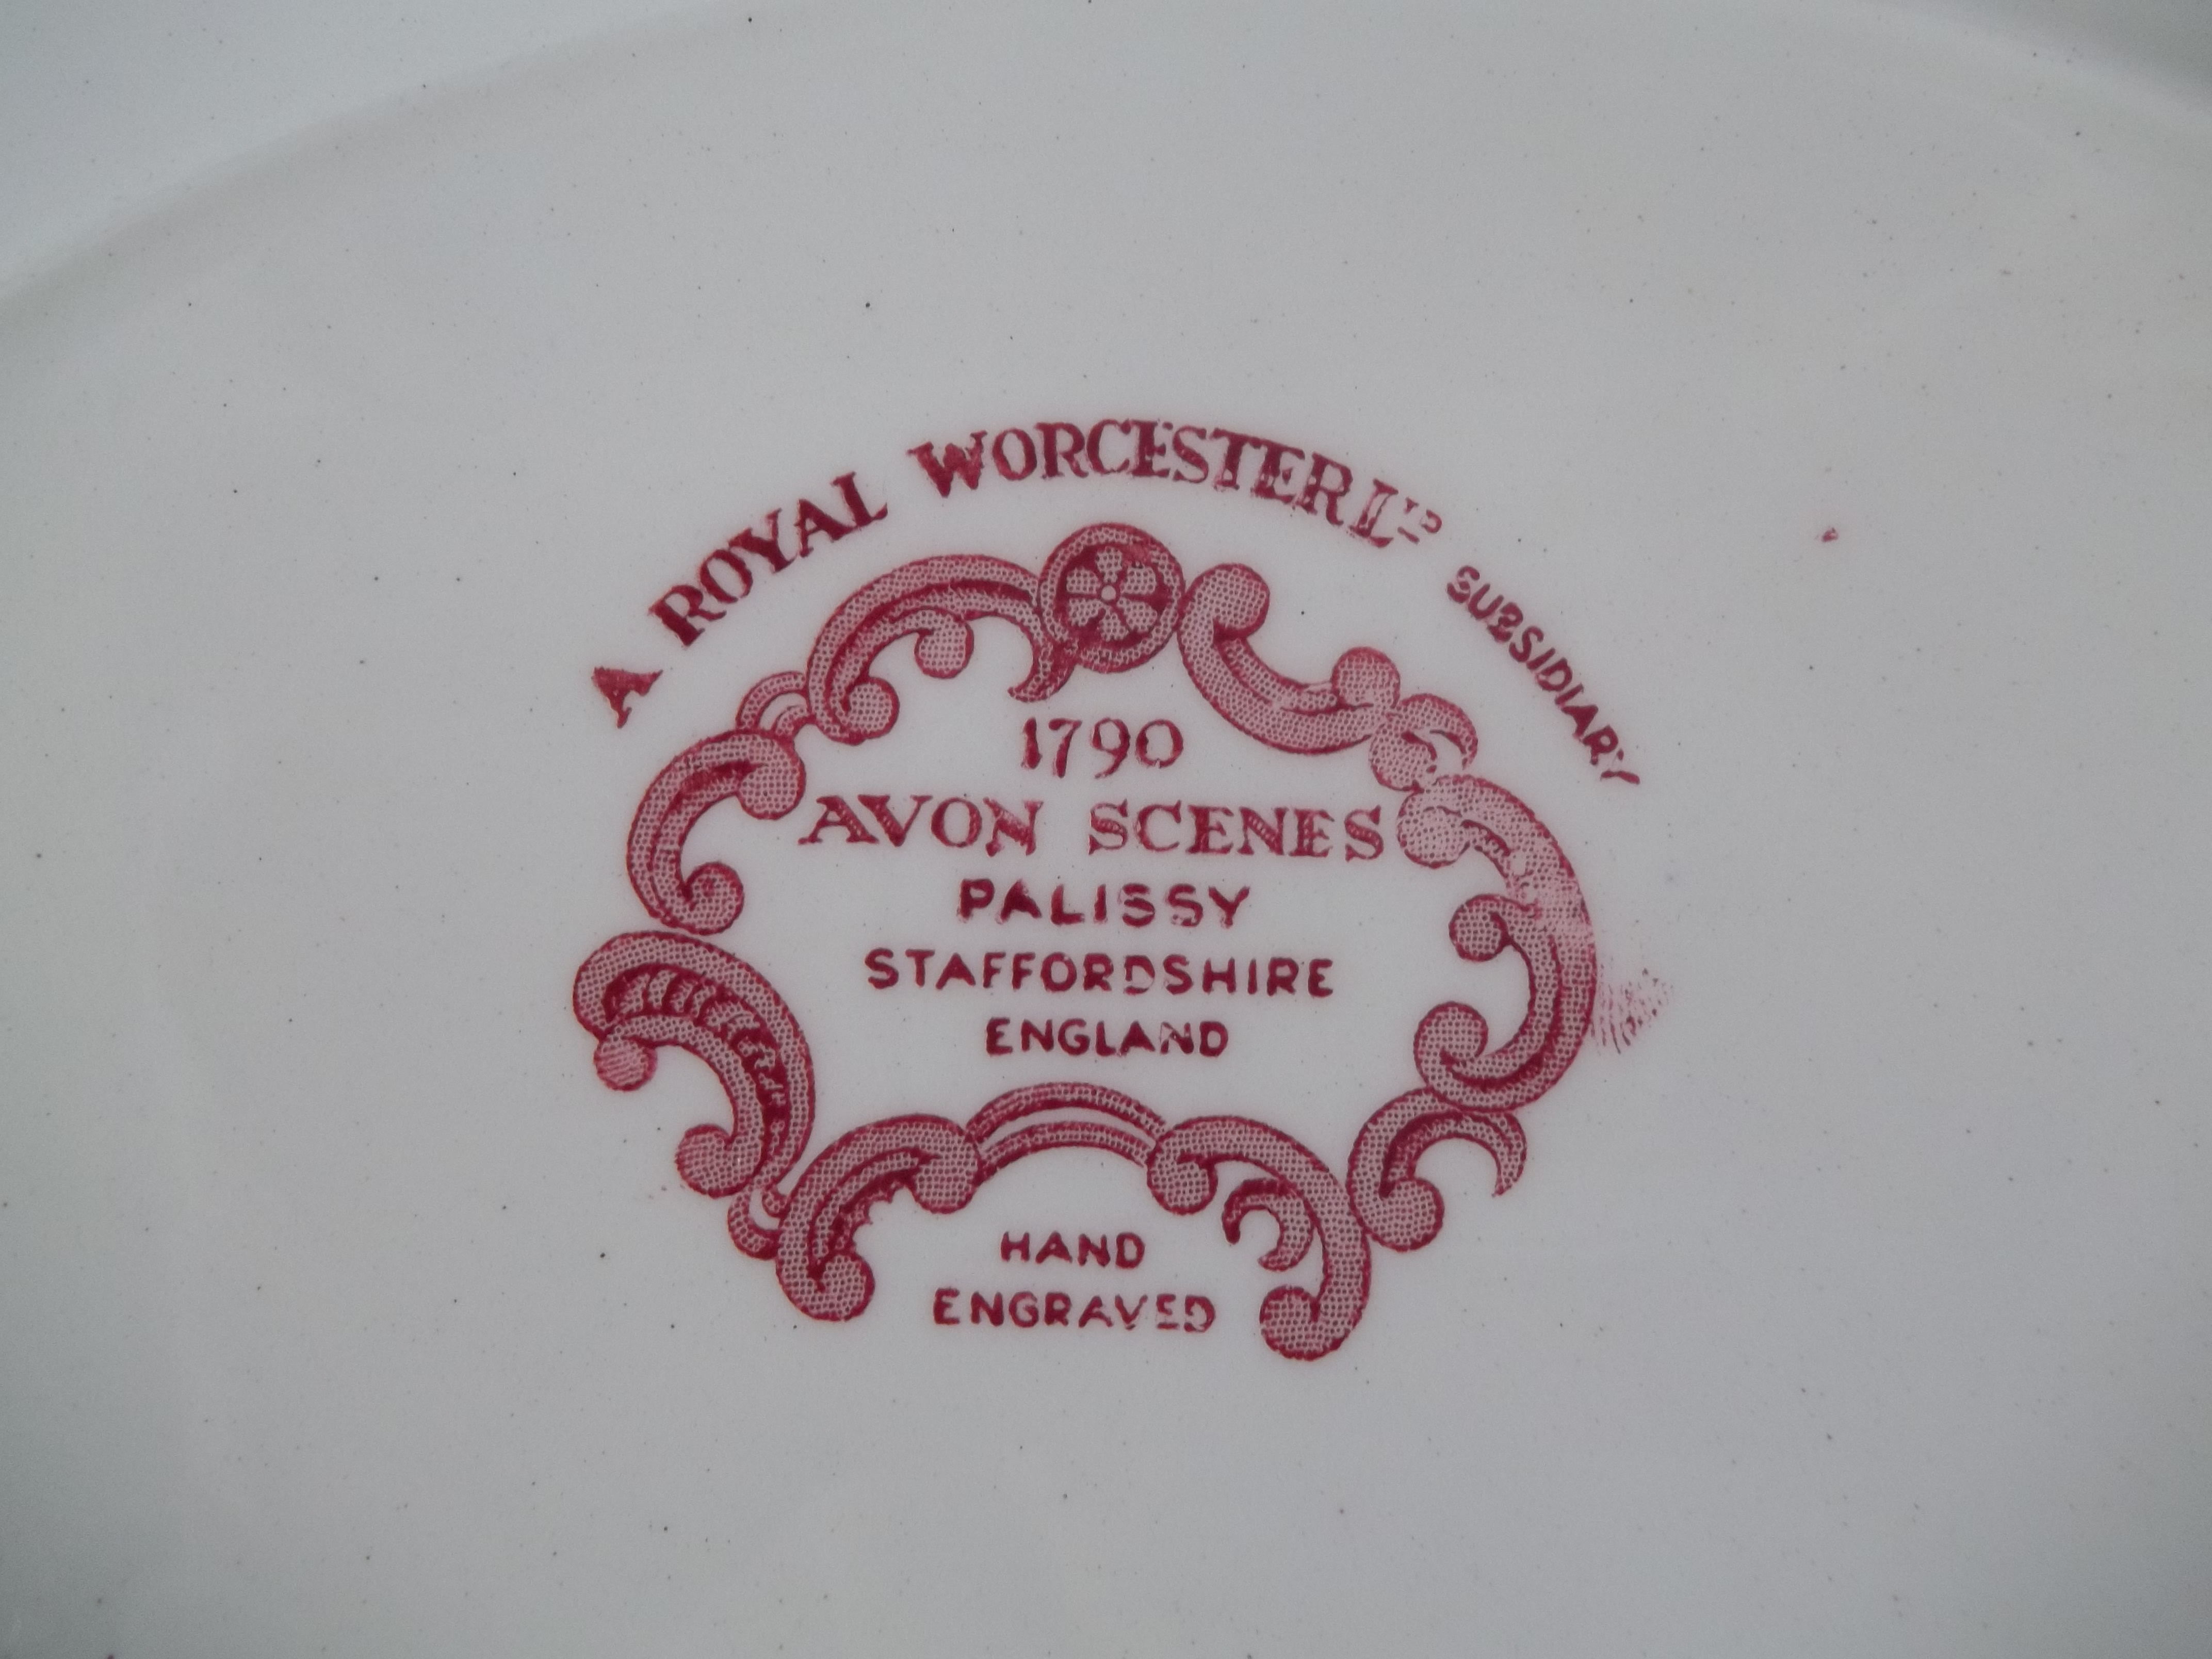 A ROYAL WORCESTER LTD SUBSIDIARY
1790
AVON SCENES
PALISSY
STAFFORDSHIRE
ENGLAND
HAND
ENGRAVED